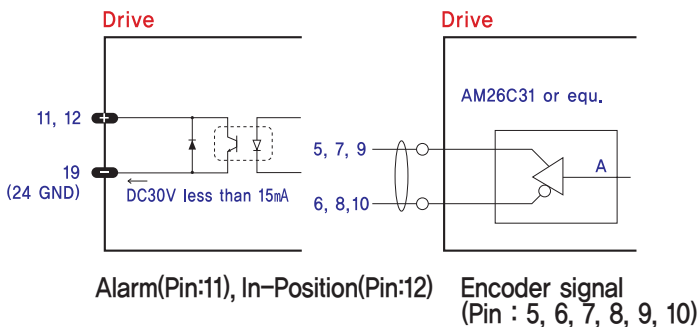 Drive
11, 12
+
19
(24 GND)
-
DC30V less than 15mA
Alarm(Pin:11), In-Position(Pin:12)
Drive
AM26C31 or equ.
5, 7, 9
A
6, 8,10
Encoder signal
(Pin : 5, 6, 7, 8, 9, 10)